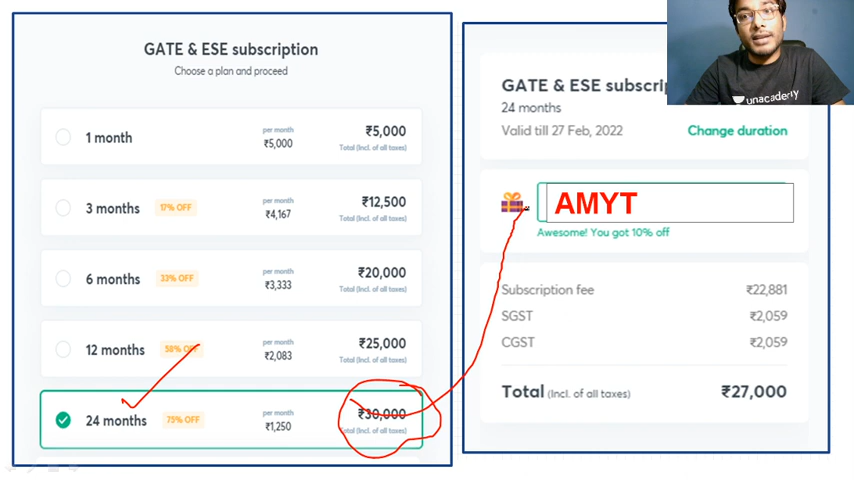 GATE & ESE subscription
Choose a plan and proceed
1 month
per month
₹5,000
₹5,000
Total (Incl. of all taxes)
3 months
17% OFF
per month
₹4,167
₹12,500
Total (Incl. of all taxes)
6 months
33% OFF
per month
₹3,333
₹20,000
Total (Incl. of all taxes)
12 months
58% OFF
per month
₹2,083
₹25,000
Total (Incl. of all taxes)
24 months
75% OFF
per month
₹1,250
₹30,000
Total (Incl. of all taxes)
GATE & ESE subscrip
24 months
Valid till 27 Feb, 2022
Change duration
AMYT
Awesome! You got 10% off
Subscription fee
₹22,881
SGST
₹2,059
CGST
₹2,059
Total (Incl. of all taxes)
₹27,000
unacademy